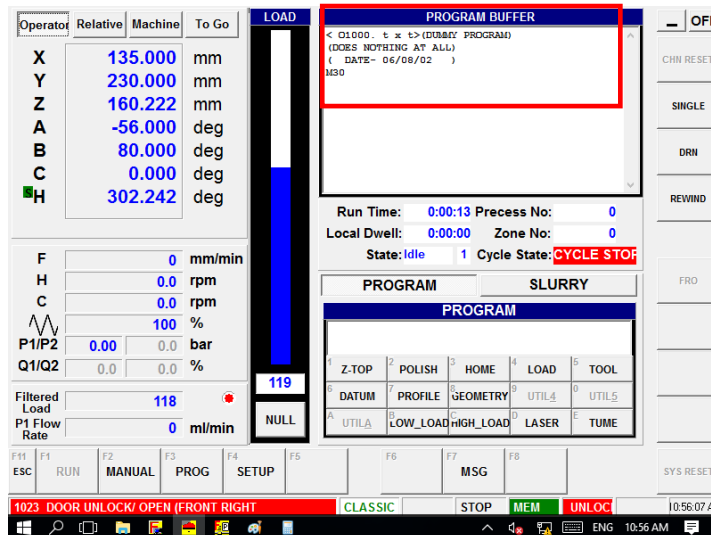 Operator Relative Machine To Go
LOAD
PROGRAM BUFFER
OF
< O1000. t x t>(DUMMY PROGRAM)
(DOES NOTHING AT ALL)
( DATE- 06/08/02 )
M30
X 135.000 mm
Y 230.000 mm
Z 160.222 mm
A -56.000 deg
B 80.000 deg
C 0.000 deg
S H 302.242 deg
CHN RESET
SINGLE
DRN
REWIND
FRO
SYS RESET
Run Time: 0:00:13 Precess No: 0
Local Dwell: 0:00:00 Zone No: 0
State: Idle 1 Cycle State: CYCLE STOP
F 0 mm/min
H 0.0 rpm
C 0.0 rpm
100 %
P1/P2 0.00 0.0 bar
Q1/Q2 0.0 0.0 %
119
Filtered Load 118
P1 Flow Rate 0 ml/min
NULL
PROGRAM SLURRY
PROGRAM
1 Z-TOP 2 POLISH 3 HOME 4 LOAD 5 TOOL
6 DATUM 7 PROFILE 8 GEOMETRY 9 UTIL4 0 UTIL5
A UTILA B LOW_LOAD C HIGH_LOAD D LASER E TUME
F11 F1 F2 F3 F4 F5 F6 F7 F8
ESC RUN MANUAL PROG SETUP MSG
1023 DOOR UNLOCK/ OPEN (FRONT RIGHT
CLASSIC STOP MEM UNLOC 10:56:07 A
ENG 10:56 AM